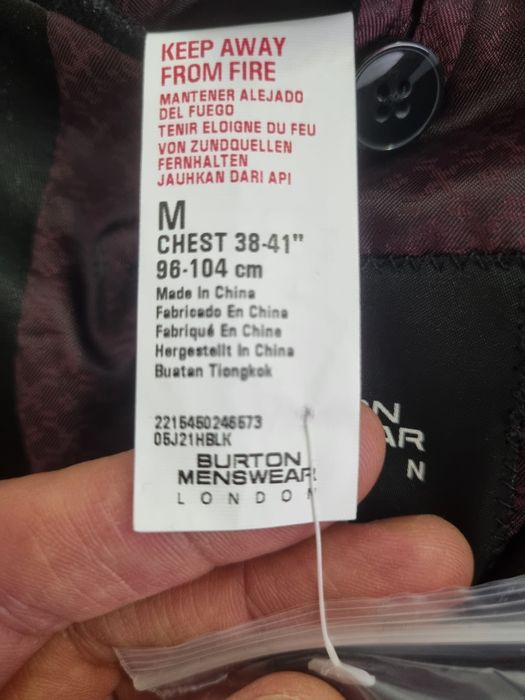 KEEP AWAY
FROM FIRE
MANTENER ALEJADO
DEL FUEGO
TENIR ELOIGNE DU FEU
VON ZUNDQUELLEN
FERNHALTEN
JAUHKAN DARI API
M
CHEST 38-41"
96-104 cm
Made In China
Fabricado En China
Fabriqué En Chine
Hergestellt In China
Buatan Tiongkok
2215450246573
05J21HBLK
BURTON
MENSWEAR
LONDON
ON
AR
N